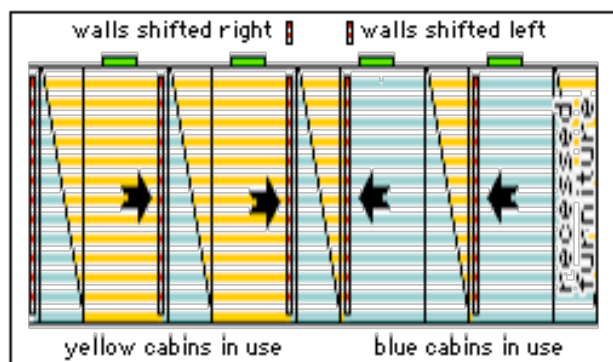 walls shifted right
walls shifted left
recessed
furniture
yellow cabins in use
blue cabins in use